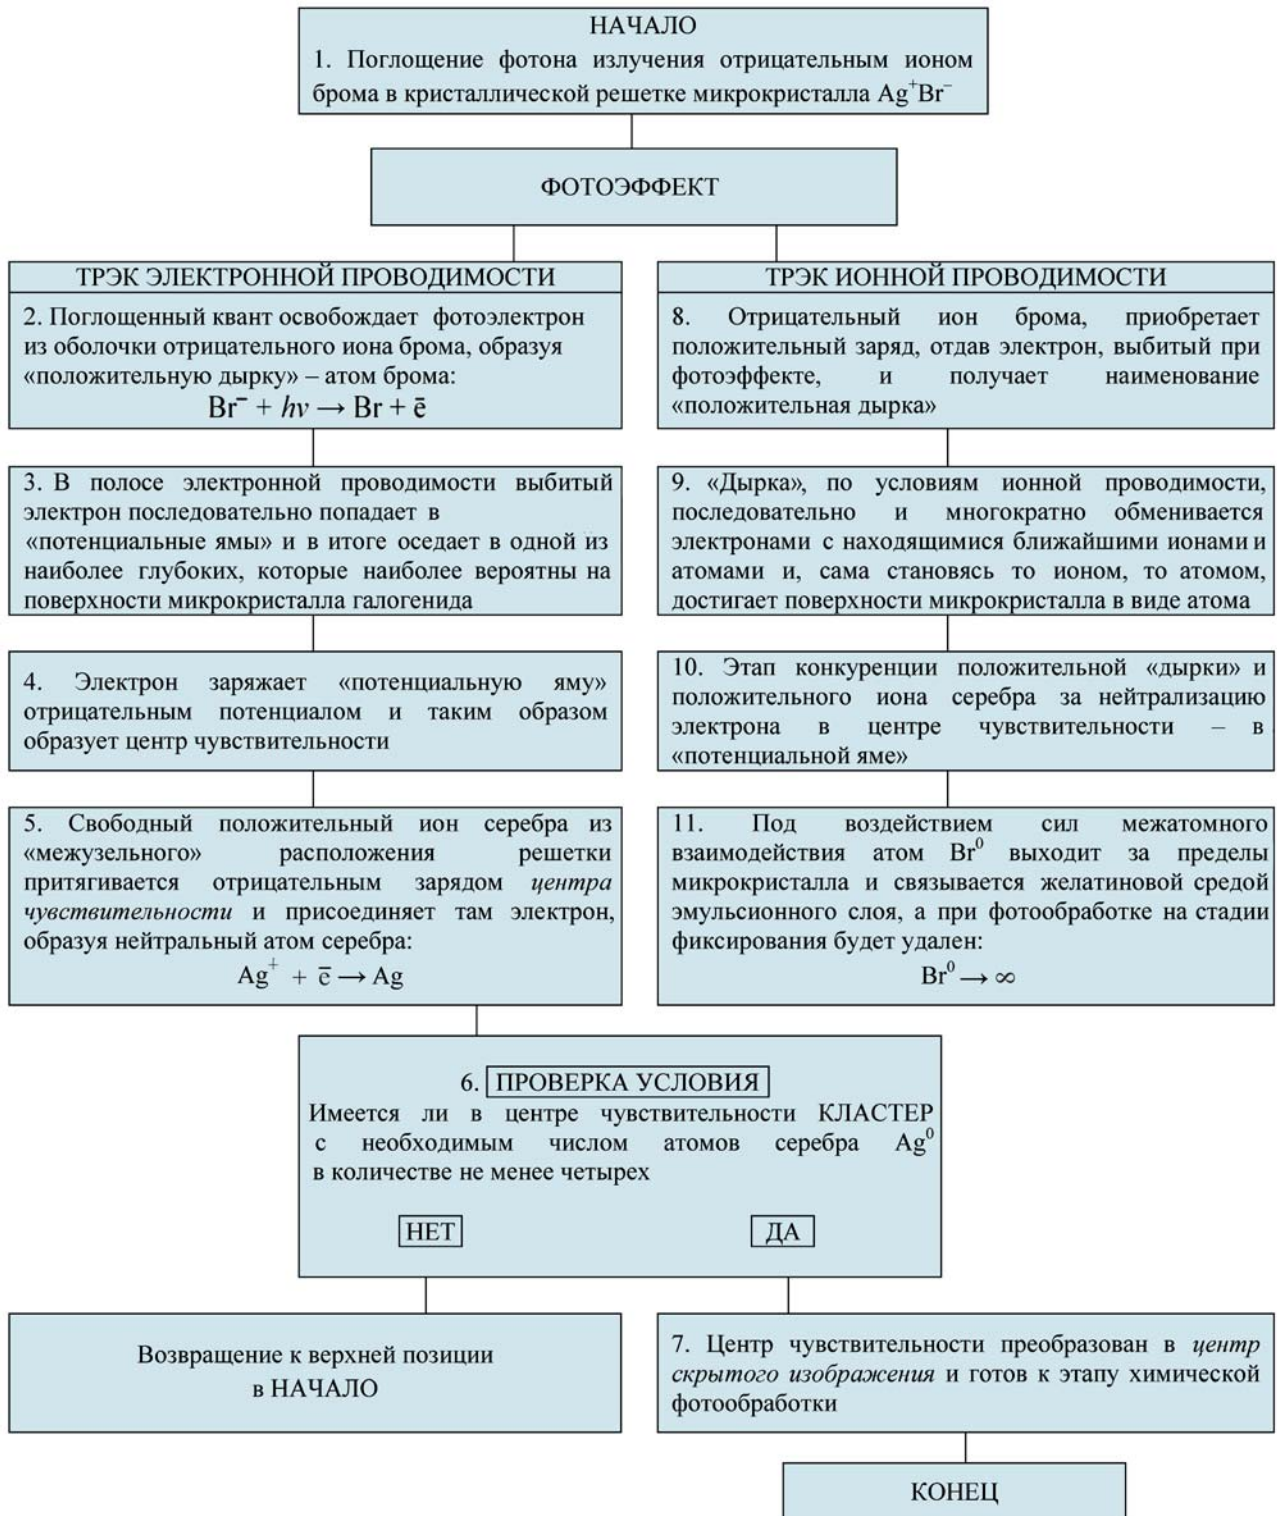 НАЧАЛО
1. Поглощение фотона излучения отрицательным ионом
брома в кристаллической решетке микрокристалла Ag⁺Br⁻
ФОТОЭФФЕКТ
ТРЭК ЭЛЕКТРОННОЙ ПРОВОДИМОСТИ
2. Поглощенный квант освобождает фотоэлектрон
из оболочки отрицательного иона брома, образуя
«положительную дырку» – атом брома:
Br⁻ + hν → Br + ē
3. В полосе электронной проводимости выбитый
электрон последовательно попадает в
«потенциальные ямы» и в итоге оседает в одной из
наиболее глубоких, которые наиболее вероятны на
поверхности микрокристалла галогенида
4. Электрон заряжает «потенциальную яму»
отрицательным потенциалом и таким образом
образует центр чувствительности
5. Свободный положительный ион серебра из
«межузельного» расположения решетки
притягивается отрицательным зарядом центра
чувствительности и присоединяет там электрон,
образуя нейтральный атом серебра:
Ag⁺ + ē → Ag
ТРЭК ИОННОЙ ПРОВОДИМОСТИ
8. Отрицательный ион брома, приобретает
положительный заряд, отдав электрон, выбитый при
фотоэффекте, и получает наименование
«положительная дырка»
9. «Дырка», по условиям ионной проводимости,
последовательно и многократно обменивается
электронами с находящимися ближайшими ионами и
атомами и, сама становясь то ионом, то атомом,
достигает поверхности микрокристалла в виде атома
10. Этап конкуренции положительной «дырки» и
положительного иона серебра за нейтрализацию
электрона в центре чувствительности – в
«потенциальной яме»
11. Под воздействием сил межатомного
взаимодействия атом Br⁰ выходит за пределы
микрокристалла и связывается желатиновой средой
эмульсионного слоя, а при фотообработке на стадии
фиксирования будет удален:
Br⁰ → ∞
6. ПРОВЕРКА УСЛОВИЯ
Имеется ли в центре чувствительности КЛАСТЕР
с необходимым числом атомов серебра Ag⁰
в количестве не менее четырех
НЕТ ДА
Возвращение к верхней позиции
в НАЧАЛО
7. Центр чувствительности преобразован в центр
скрытого изображения и готов к этапу химической
фотообработки
КОНЕЦ